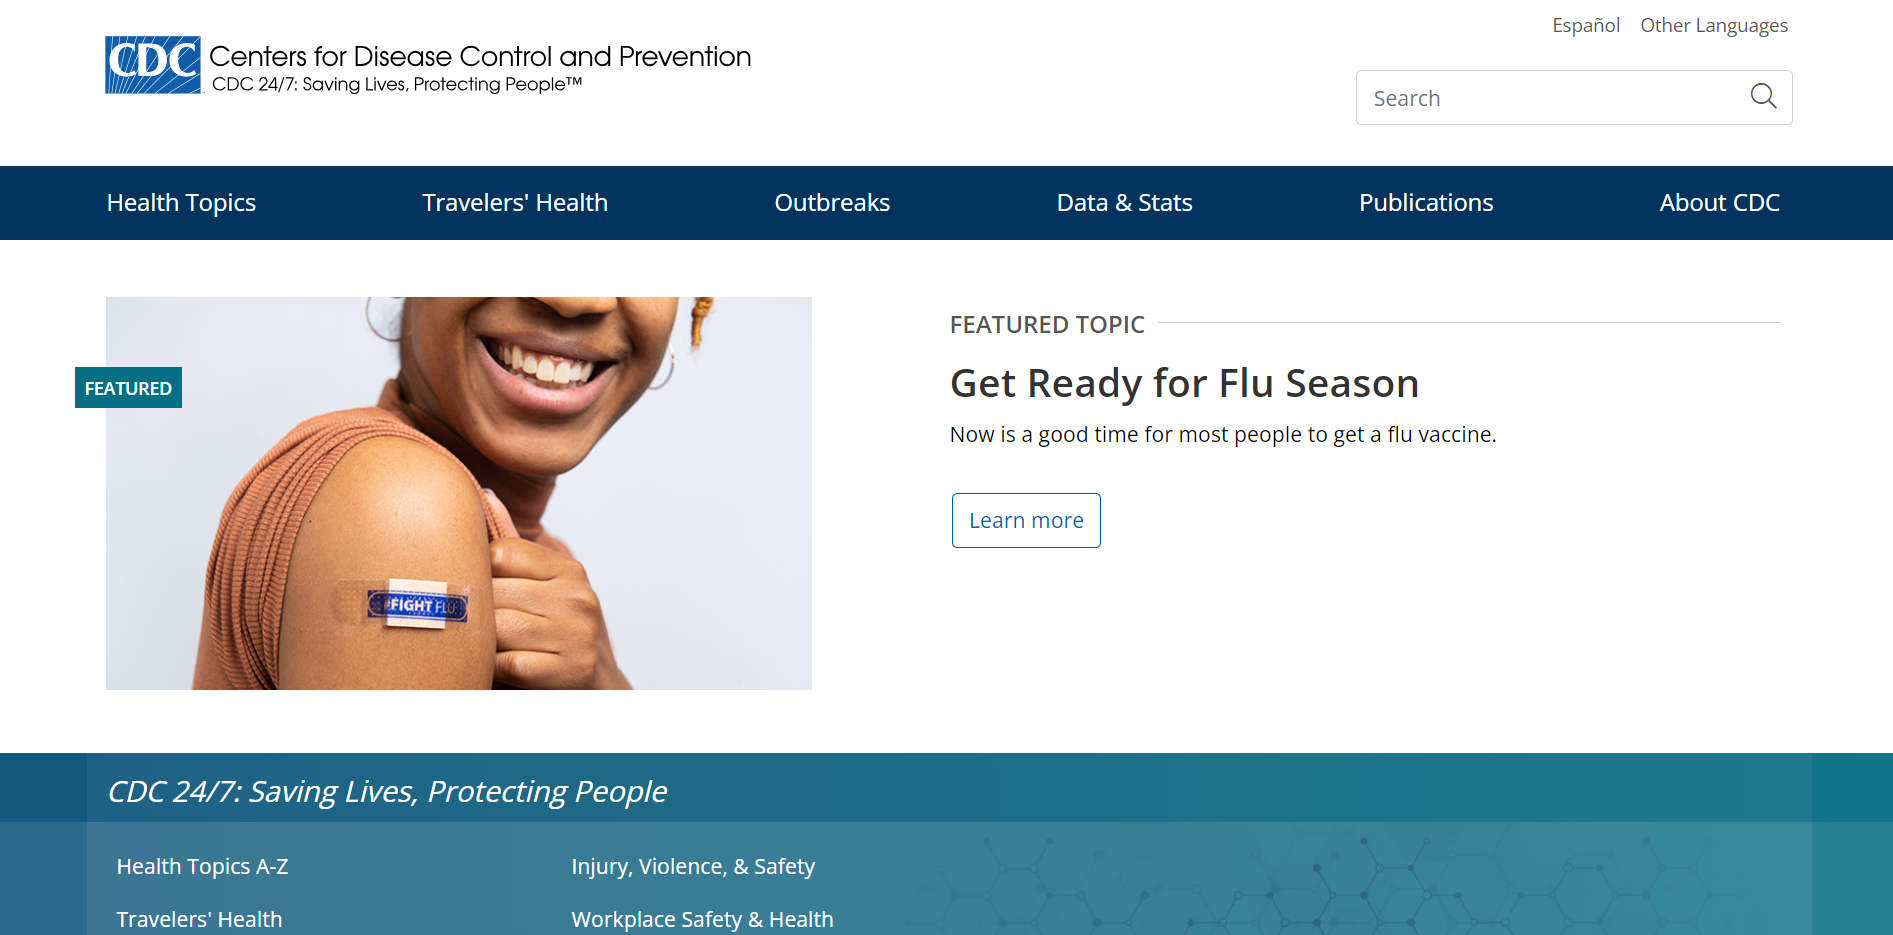 Español Other Languages
CDC Centers for Disease Control and Prevention
CDC 24/7: Saving Lives, Protecting People™
Search
Health Topics Travelers' Health Outbreaks Data & Stats Publications About CDC
FEATURED
#FIGHT FLU
FEATURED TOPIC
Get Ready for Flu Season
Now is a good time for most people to get a flu vaccine.
Learn more
CDC 24/7: Saving Lives, Protecting People
Health Topics A-Z Injury, Violence, & Safety
Travelers' Health Workplace Safety & Health